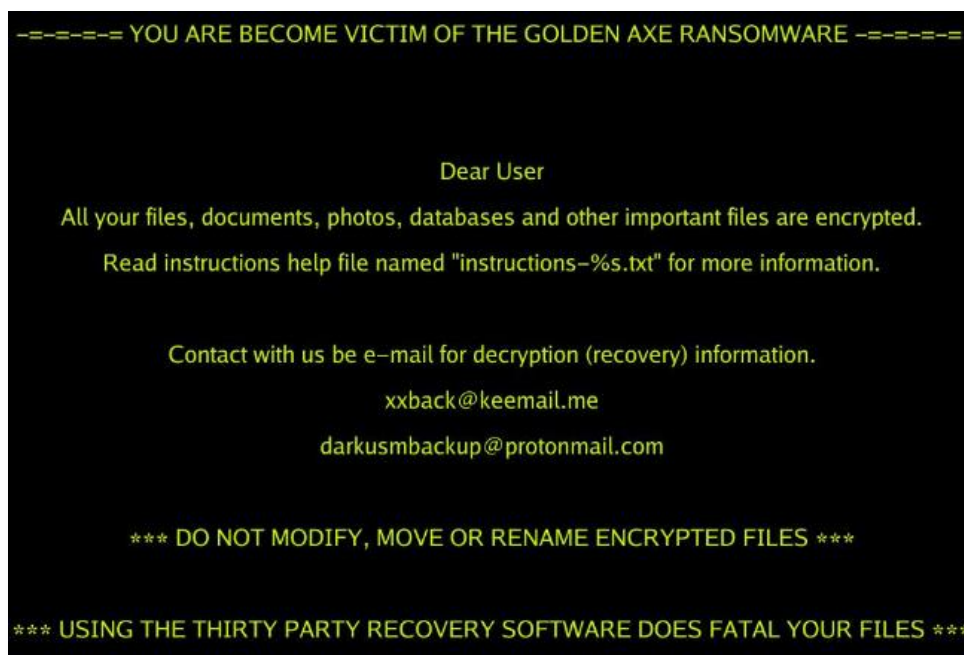 -=-=-=-= YOU ARE BECOME VICTIM OF THE GOLDEN AXE RANSOMWARE -=-=-=-=
Dear User
All your files, documents, photos, databases and other important files are encrypted.
Read instructions help file named "instructions-%s.txt" for more information.
Contact with us be e-mail for decryption (recovery) information.
xxback@keemail.me
darkusmbackup@protonmail.com
*** DO NOT MODIFY, MOVE OR RENAME ENCRYPTED FILES ***
*** USING THE THIRTY PARTY RECOVERY SOFTWARE DOES FATAL YOUR FILES ***